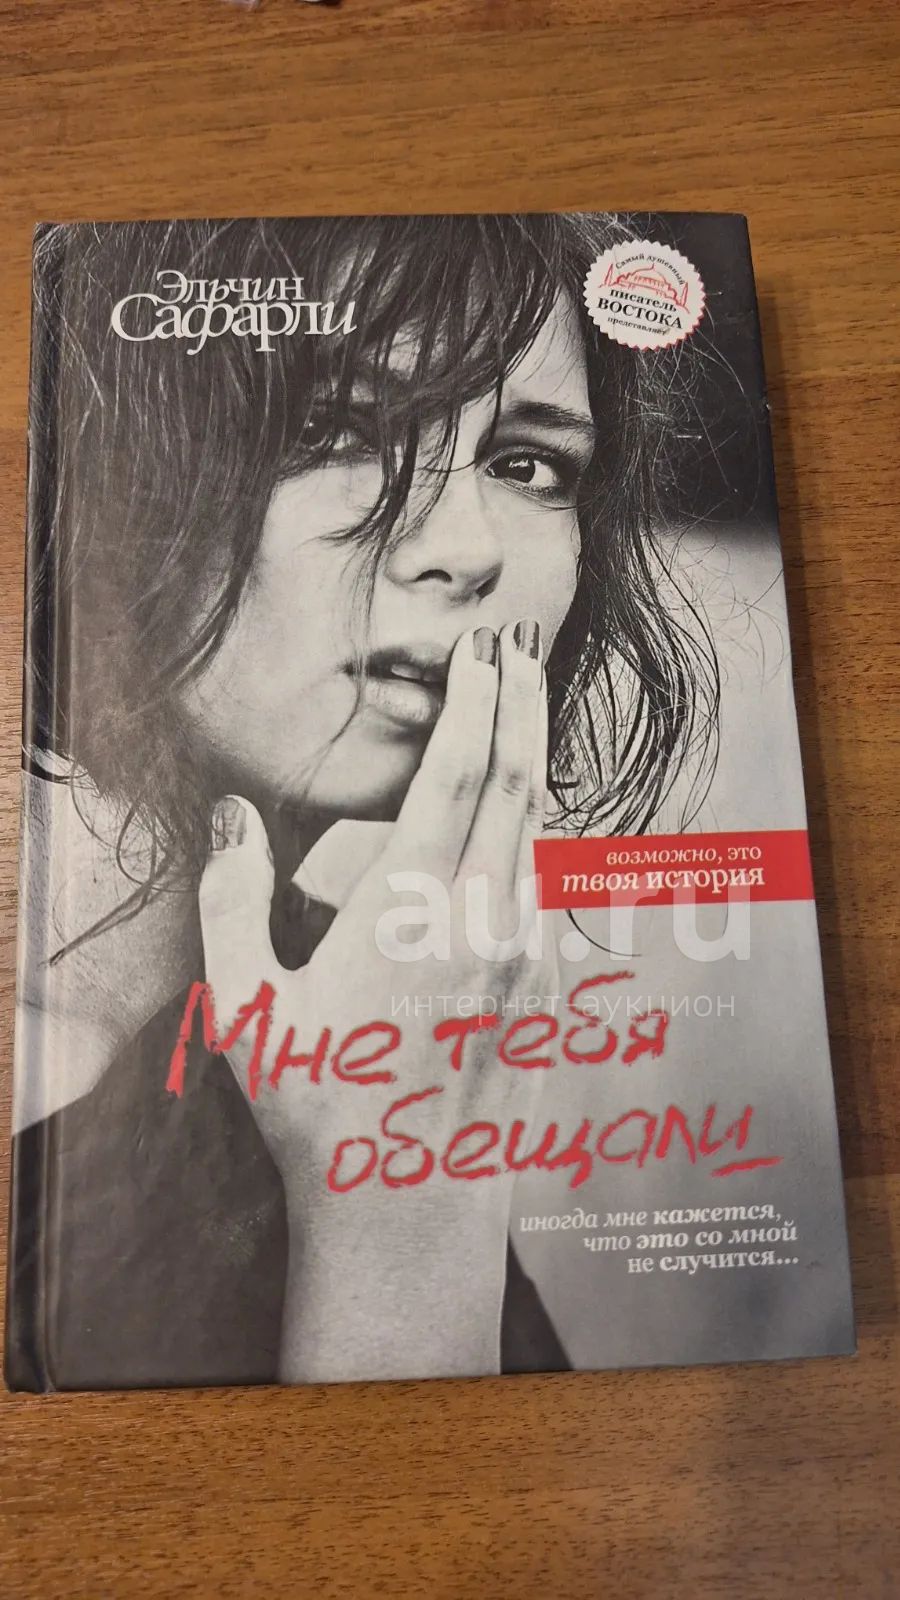 Эльчин
Сафарли
Самый душевный
писатель
ВОСТОКА
представляет
возможно, это
твоя история
au.ru
интернет-аукцион
Мне тебя
обещали
иногда мне кажется,
что это со мной
не случится...